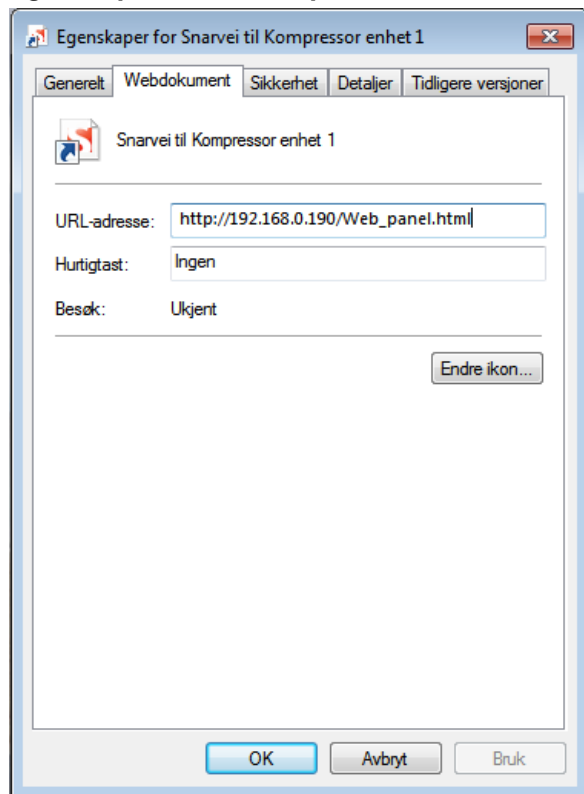 Egenskaper for Snarvei til Kompressor enhet 1
Generelt Webdokument Sikkerhet Detaljer Tidligere versjoner
Snarvei til Kompressor enhet 1
URL-adresse: http://192.168.0.190/Web_panel.html
Hurtigtast: Ingen
Besøk: Ukjent
Endre ikon...
OK Avbryt Bruk